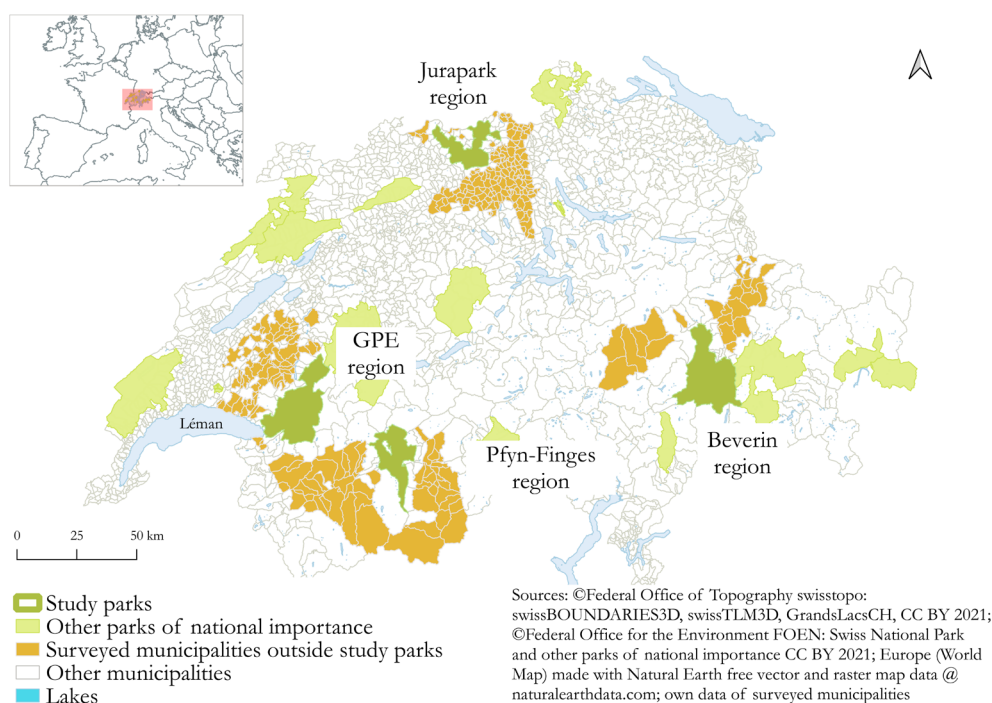 Jurapark
region
GPE
region
Léman
Pfyn-Finges
region
Beverin
region
0 25 50 km
Study parks
Other parks of national importance
Surveyed municipalities outside study parks
Other municipalities
Lakes
Sources: ©Federal Office of Topography swisstopo:
swissBOUNDARIES3D, swissTLM3D, GrandsLacsCH, CC BY 2021;
©Federal Office for the Environment FOEN: Swiss National Park
and other parks of national importance CC BY 2021; Europe (World
Map) made with Natural Earth free vector and raster map data @
naturalearthdata.com; own data of surveyed municipalities